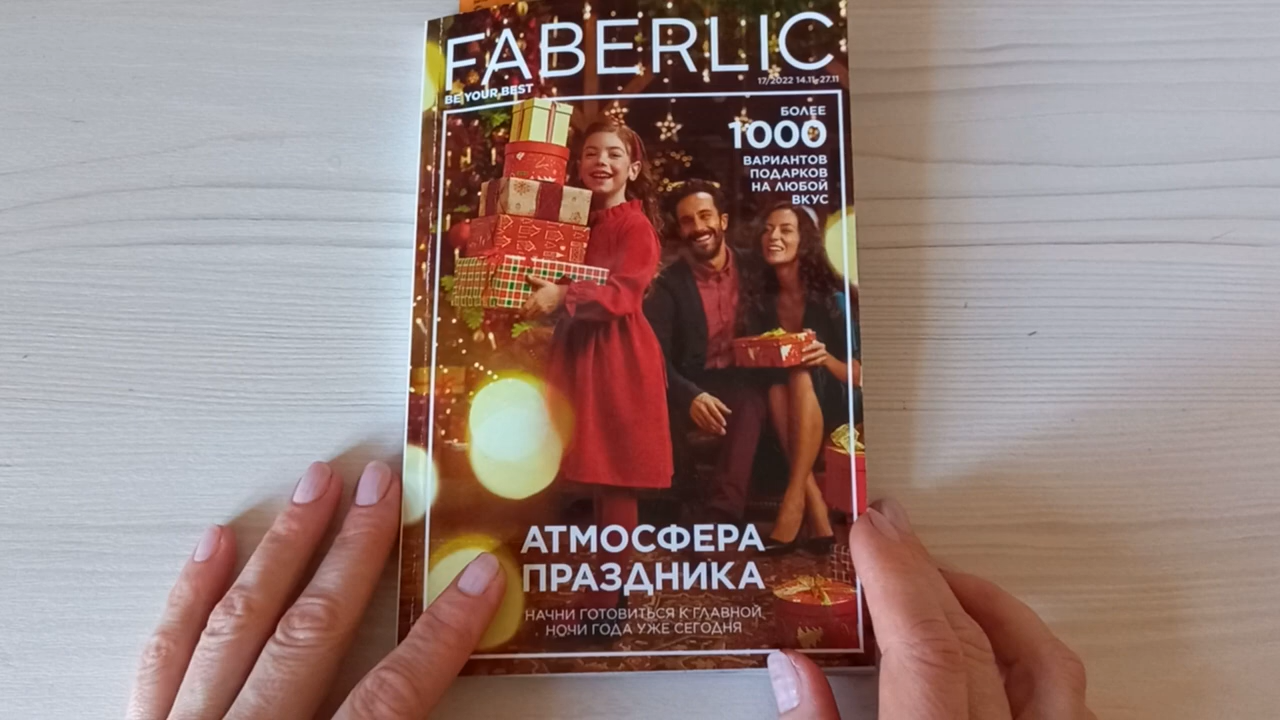 FABERLIC
BE YOUR BEST
17/2022 14.11-27.11
БОЛЕЕ
1000
ВАРИАНТОВ
ПОДАРКОВ
НА ЛЮБОЙ
ВКУС
АТМОСФЕРА
ПРАЗДНИКА
НАЧНИ ГОТОВИТЬСЯ К ГЛАВНОЙ
НОЧИ ГОДА УЖЕ СЕГОДНЯ